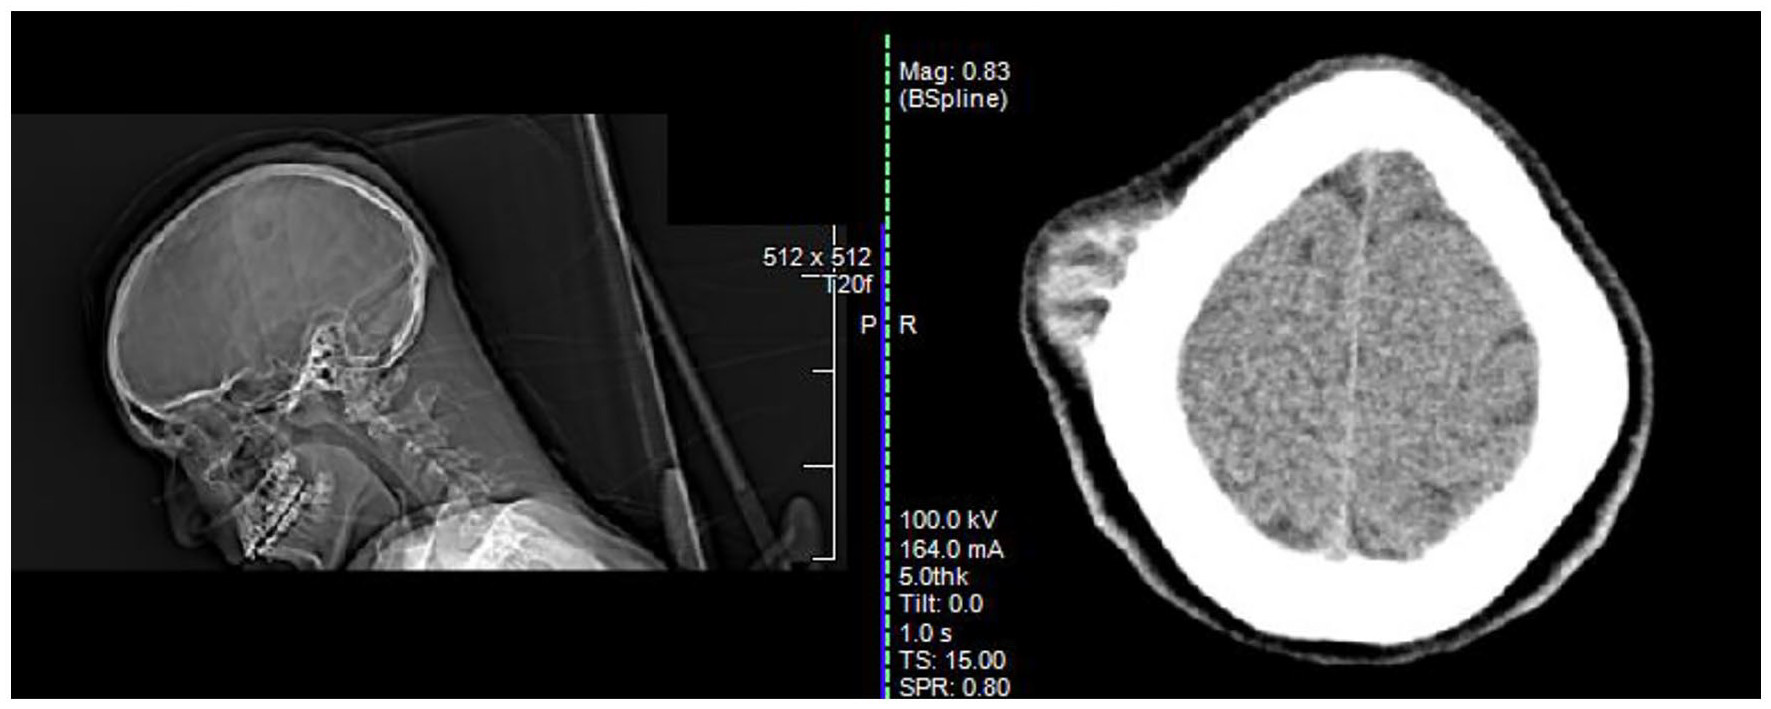 512 x 512
T20f
P
R
Mag: 0.83
(BSpline)
100.0 kV
164.0 mA
5.0thk
Tilt: 0.0
1.0 s
TS: 15.00
SPR: 0.80